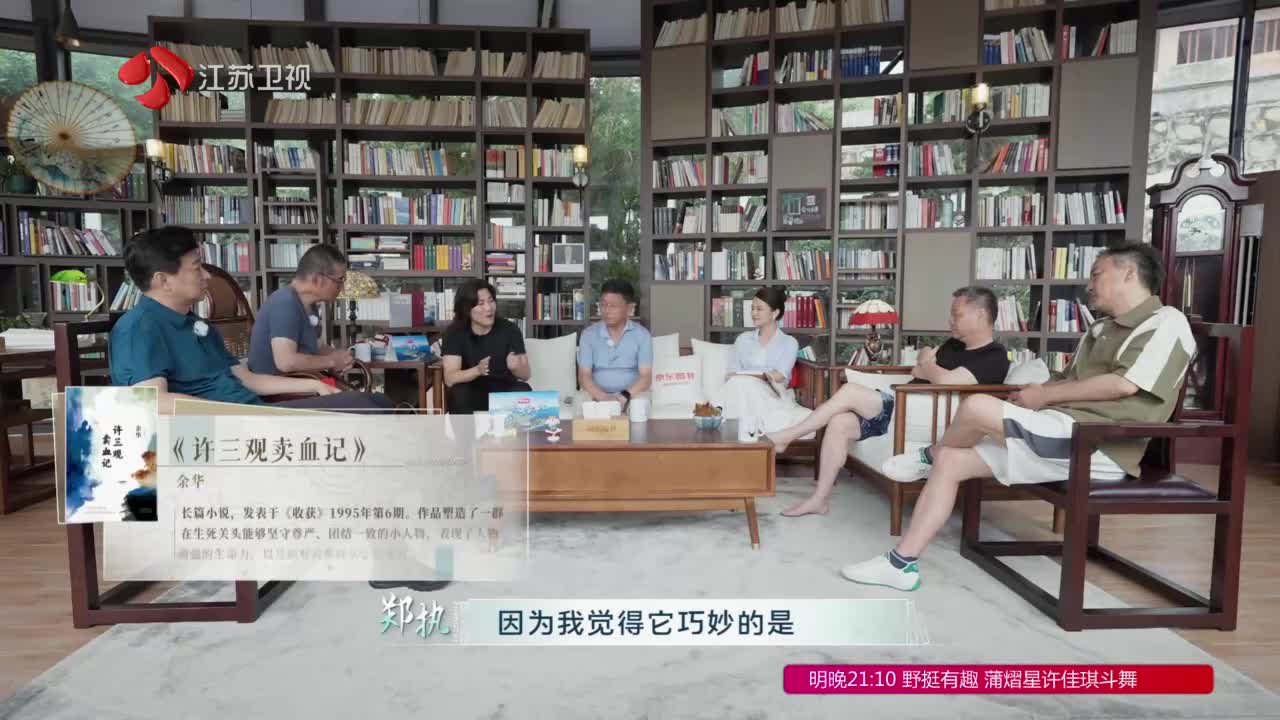 江苏卫视
许三观
卖血记
余华
《许三观卖血记》
余华
长篇小说，发表于《收获》1995年第6期。作品塑造了一群
在生死关头能够坚守尊严、团结一致的小人物，表现了人物
京东图书
郑执
因为我觉得它巧妙的是
明晚21:10 野挺有趣 蒲熠星许佳琪斗舞